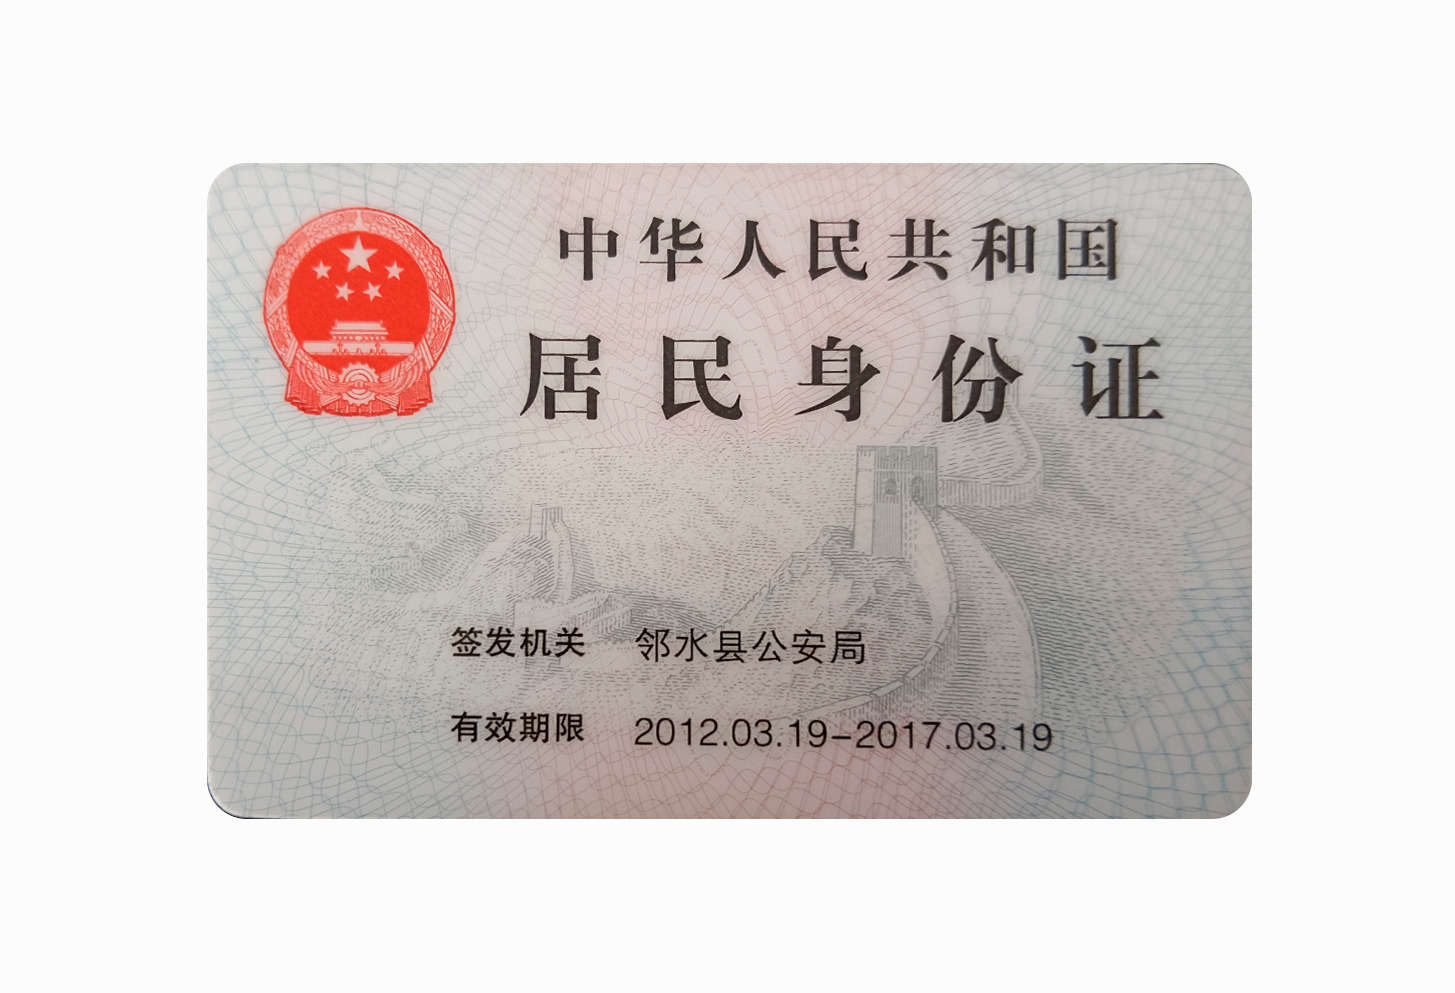 中华人民共和国
居民身份证
签发机关 邻水县公安局
有效期限 2012.03.19-2017.03.19